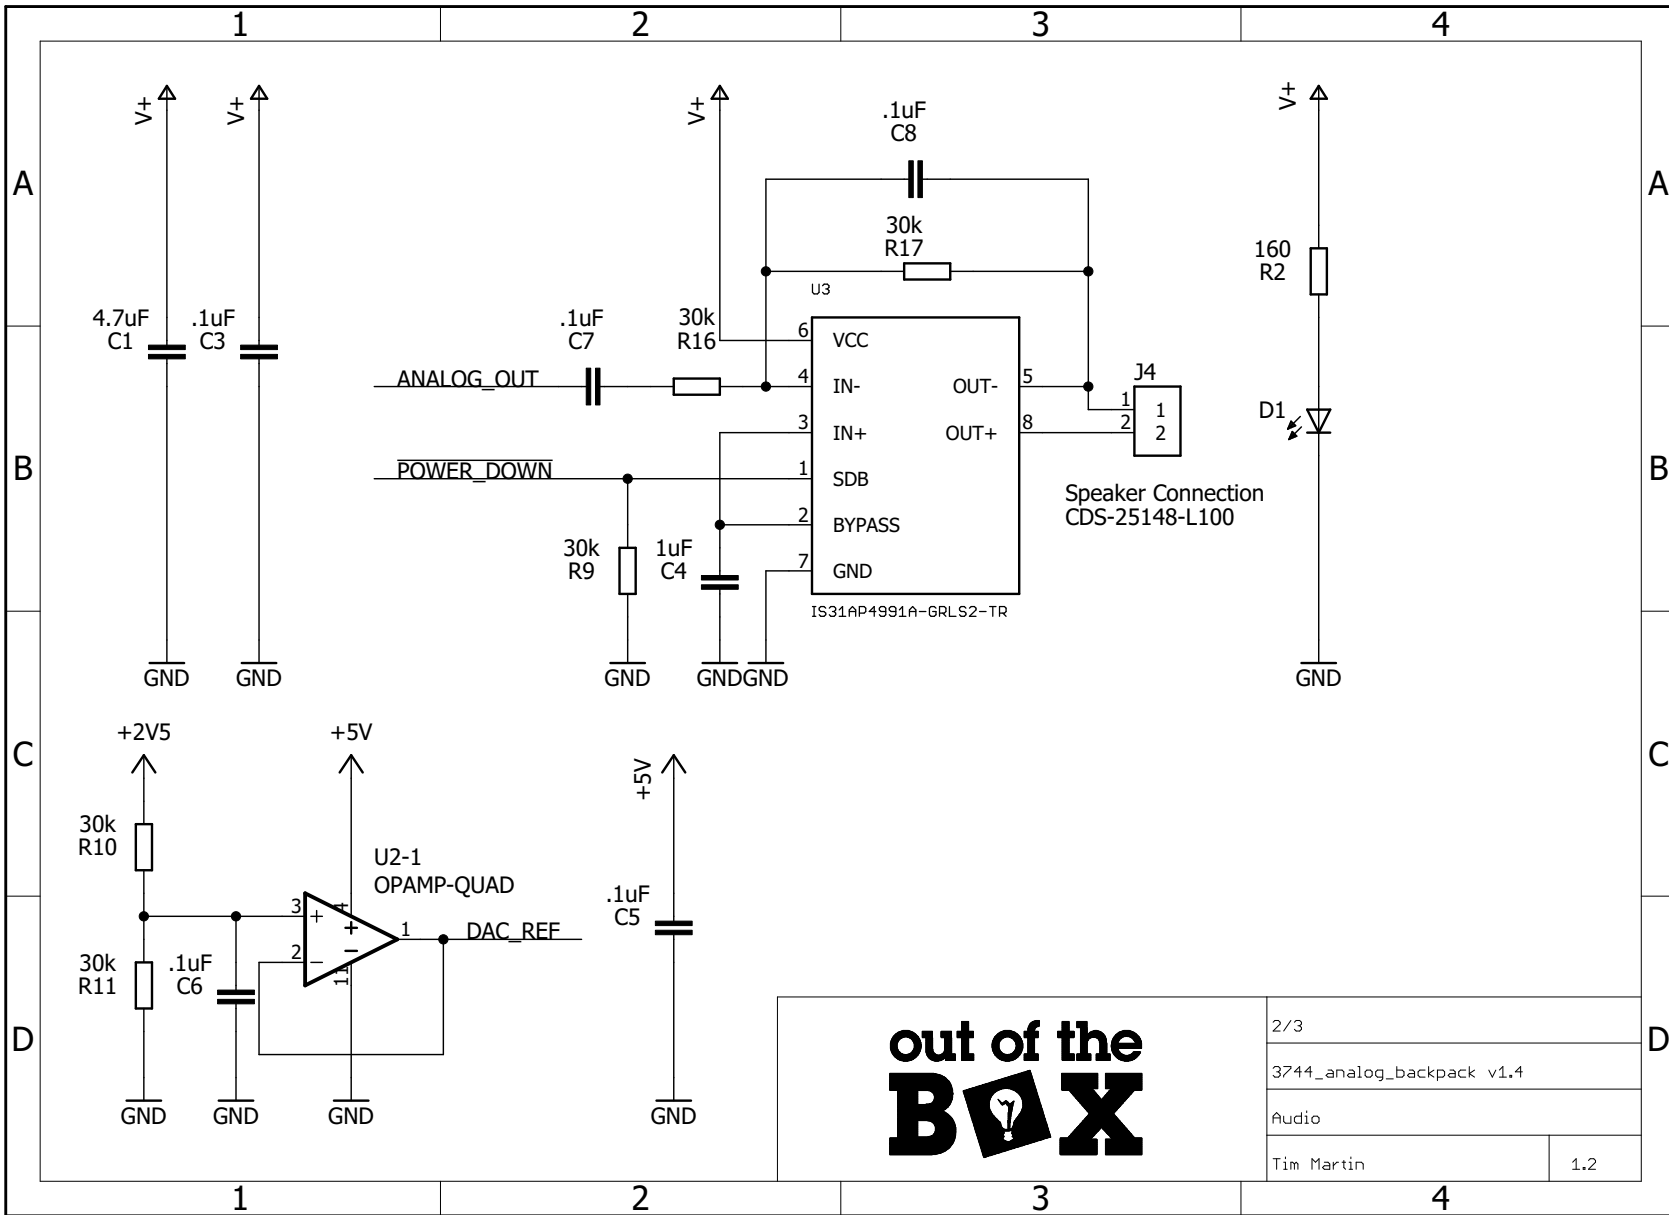 1 2 3 4
A A
B B
C C
D D
1 2 3 4
V+
V+
V+
V+
.1uF
C8
30k
R17
160
R2
U3
4.7uF
C1
.1uF
C3
.1uF
C7
30k
R16
6 VCC
ANALOG_OUT
4 IN-
OUT- 5
3 IN+
OUT+ 8
J4
1 1
2 2
D1
POWER_DOWN
1 SDB
2 BYPASS
7 GND
Speaker Connection
CDS-25148-L100
30k
R9
1uF
C4
IS31AP4991A-GRLS2-TR
GND
GND
GND
GND
GND
GND
+2V5
+5V
+5V
30k
R10
U2-1
OPAMP-QUAD
3
+
4
+
1
DAC_REF
2
-
-
11
30k
R11
.1uF
C6
.1uF
C5
GND
GND
GND
GND
out of the
BOX
2/3
3744_analog_backpack v1.4
Audio
Tim Martin
1.2